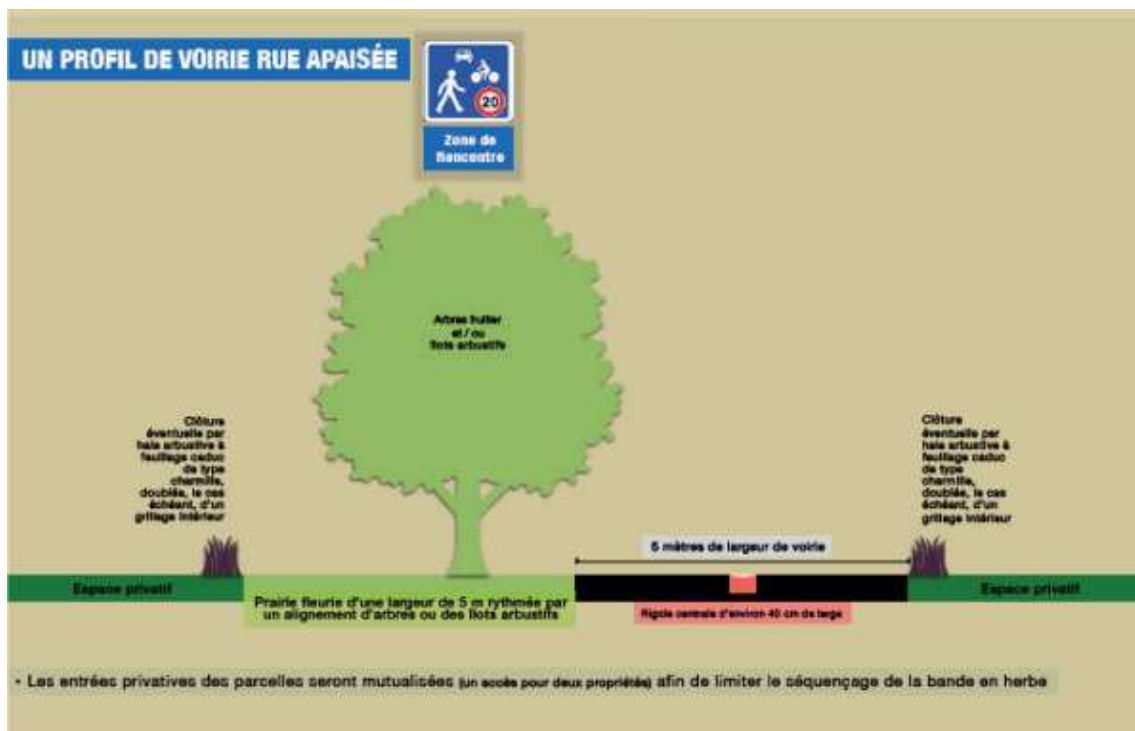 UN PROFIL DE VOIRIE RUE APAISÉE
20
Zone de
Rencontre
Arbres fruitier
et / ou
îlots arbustifs
Clôture
éventuelle par
haie arbustive à
feuillage caduc
de type
charmille,
doublée, le cas
échéant, d'un
grillage intérieur
Clôture
éventuelle par
haie arbustive à
feuillage caduc
de type
charmille,
doublée, le cas
échéant, d'un
grillage intérieur
5 mètres de largeur de voirie
Espace privatif
Prairie fleurie d'une largeur de 5 m rythmée par
un alignement d'arbres ou des îlots arbustifs
Rigole centrale d'environ 40 cm de large
Espace privatif
• Les entrées privatives des parcelles seront mutualisées (un accès pour deux propriétés) afin de limiter le séquençage de la bande en herbe